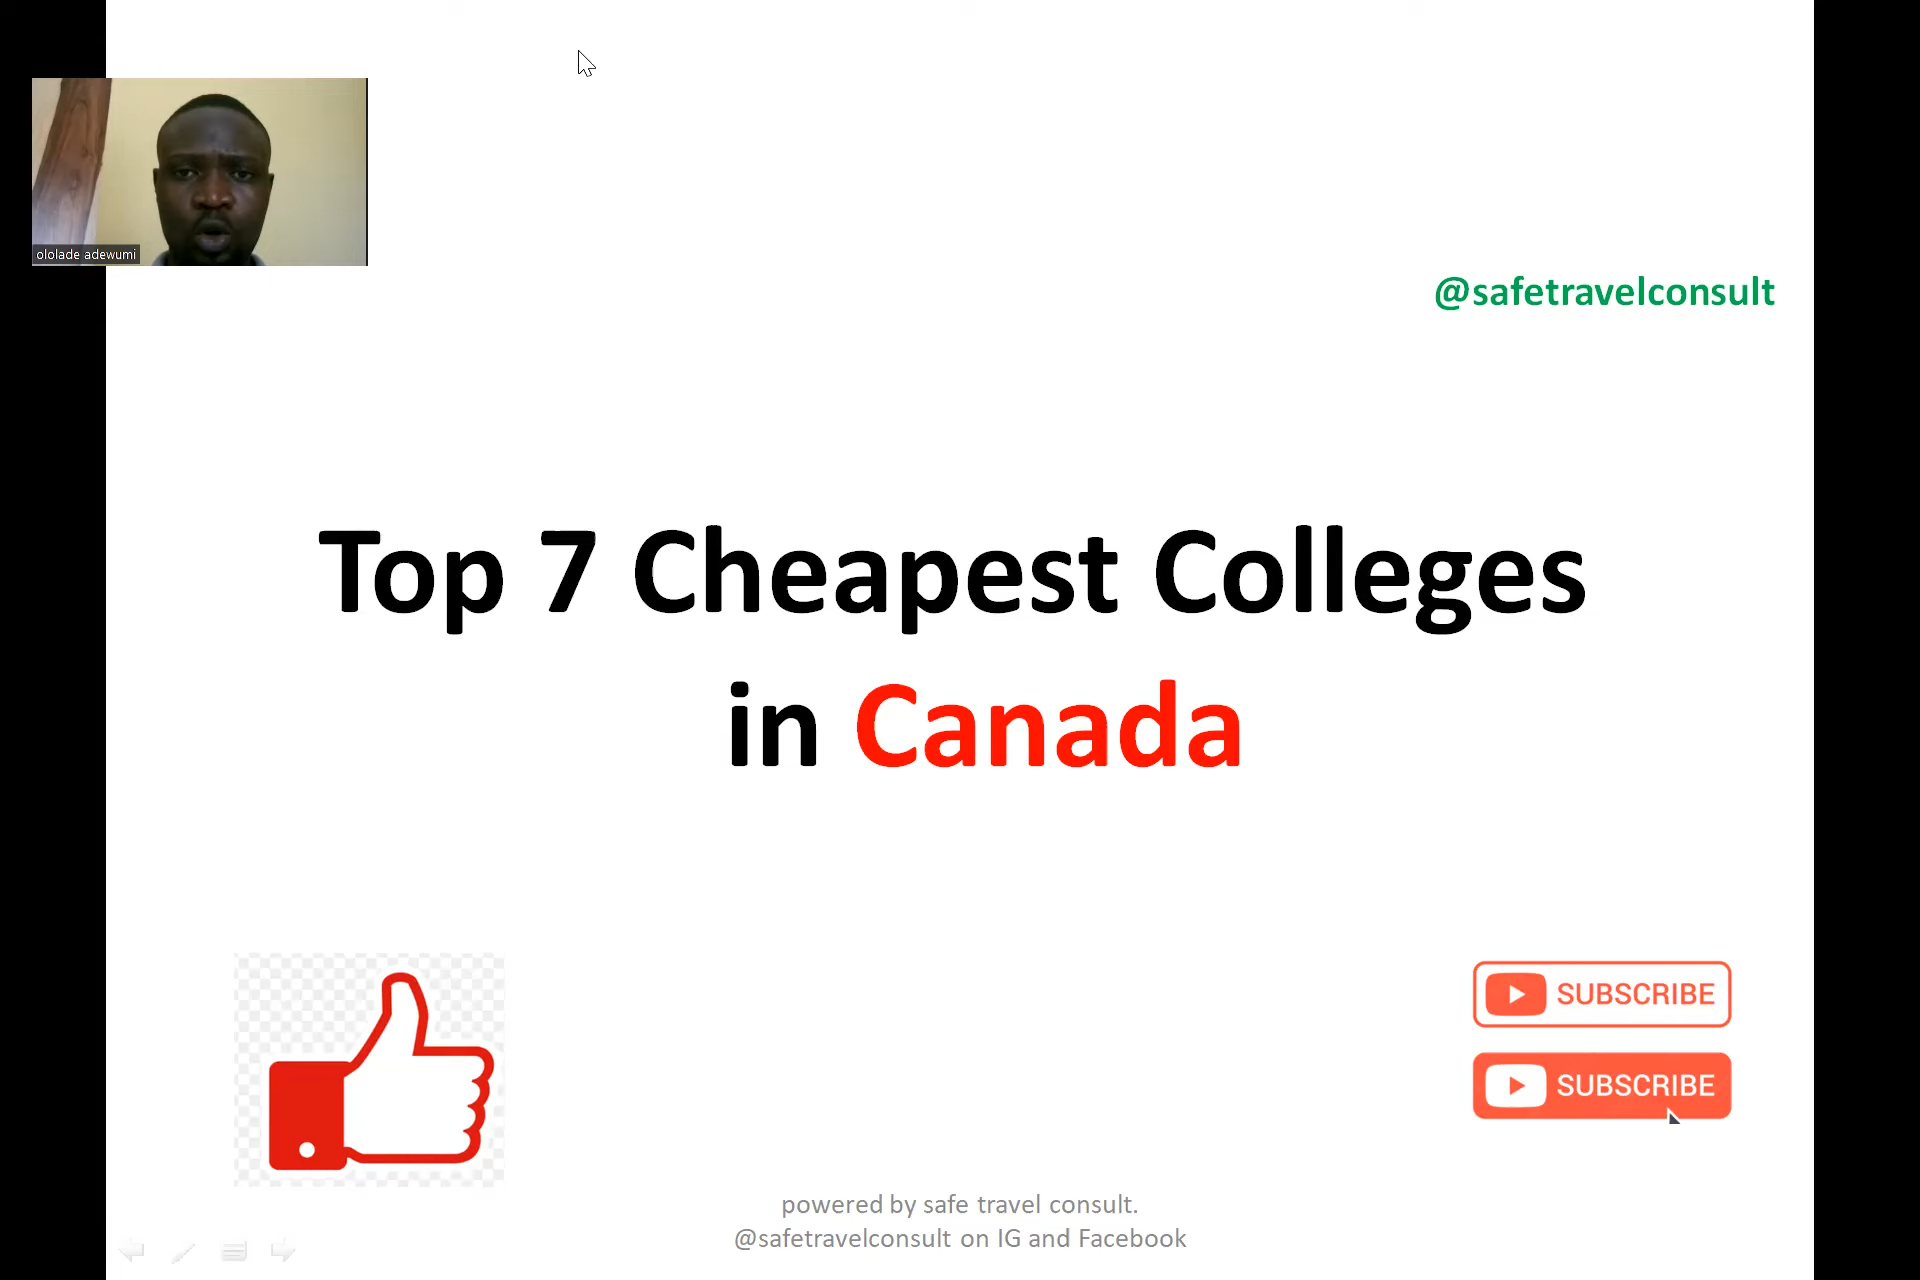 ololade adewumi
@safetravelconsult
Top 7 Cheapest Colleges
in Canada
SUBSCRIBE
SUBSCRIBE
powered by safe travel consult.
@safetravelconsult on IG and Facebook